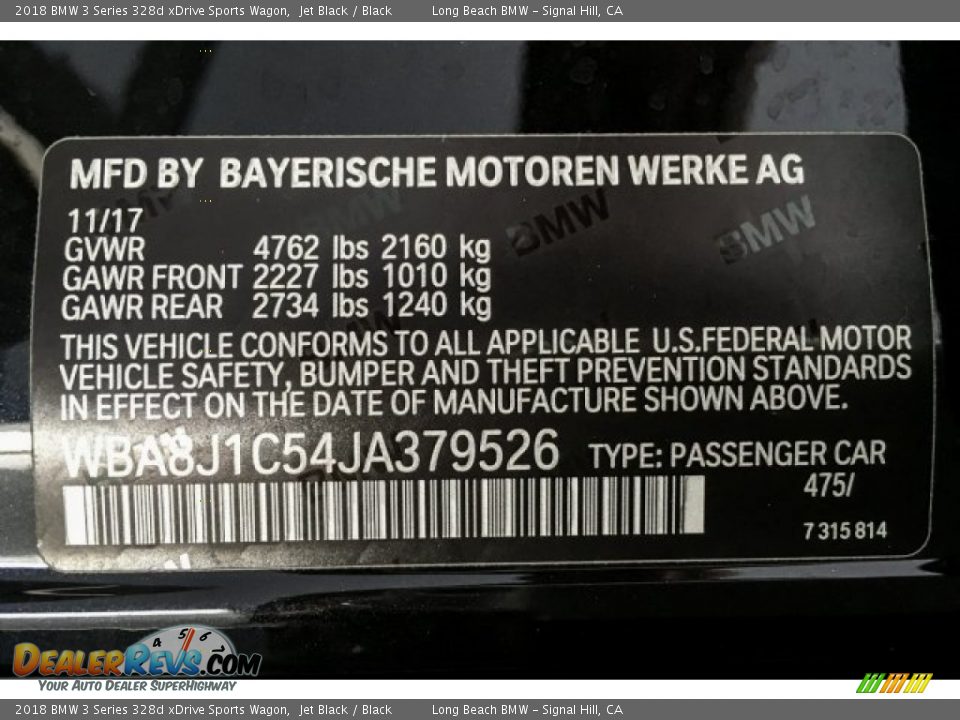 2018 BMW 3 Series 328d xDrive Sports Wagon, Jet Black / Black Long Beach BMW - Signal Hill, CA
MFD BY BAYERISCHE MOTOREN WERKE AG
11/17
GVWR 4762 lbs 2160 kg
GAWR FRONT 2227 lbs 1010 kg
GAWR REAR 2734 lbs 1240 kg
BMW BMW
THIS VEHICLE CONFORMS TO ALL APPLICABLE U.S.FEDERAL MOTOR
VEHICLE SAFETY, BUMPER AND THEFT PREVENTION STANDARDS
IN EFFECT ON THE DATE OF MANUFACTURE SHOWN ABOVE.
WBA8J1C54JA379526 TYPE: PASSENGER CAR
475/
7 315 814
4 5 6
DEALERREVS.COM
YOUR AUTO DEALER SUPERHIGHWAY
2018 BMW 3 Series 328d xDrive Sports Wagon, Jet Black / Black Long Beach BMW - Signal Hill, CA